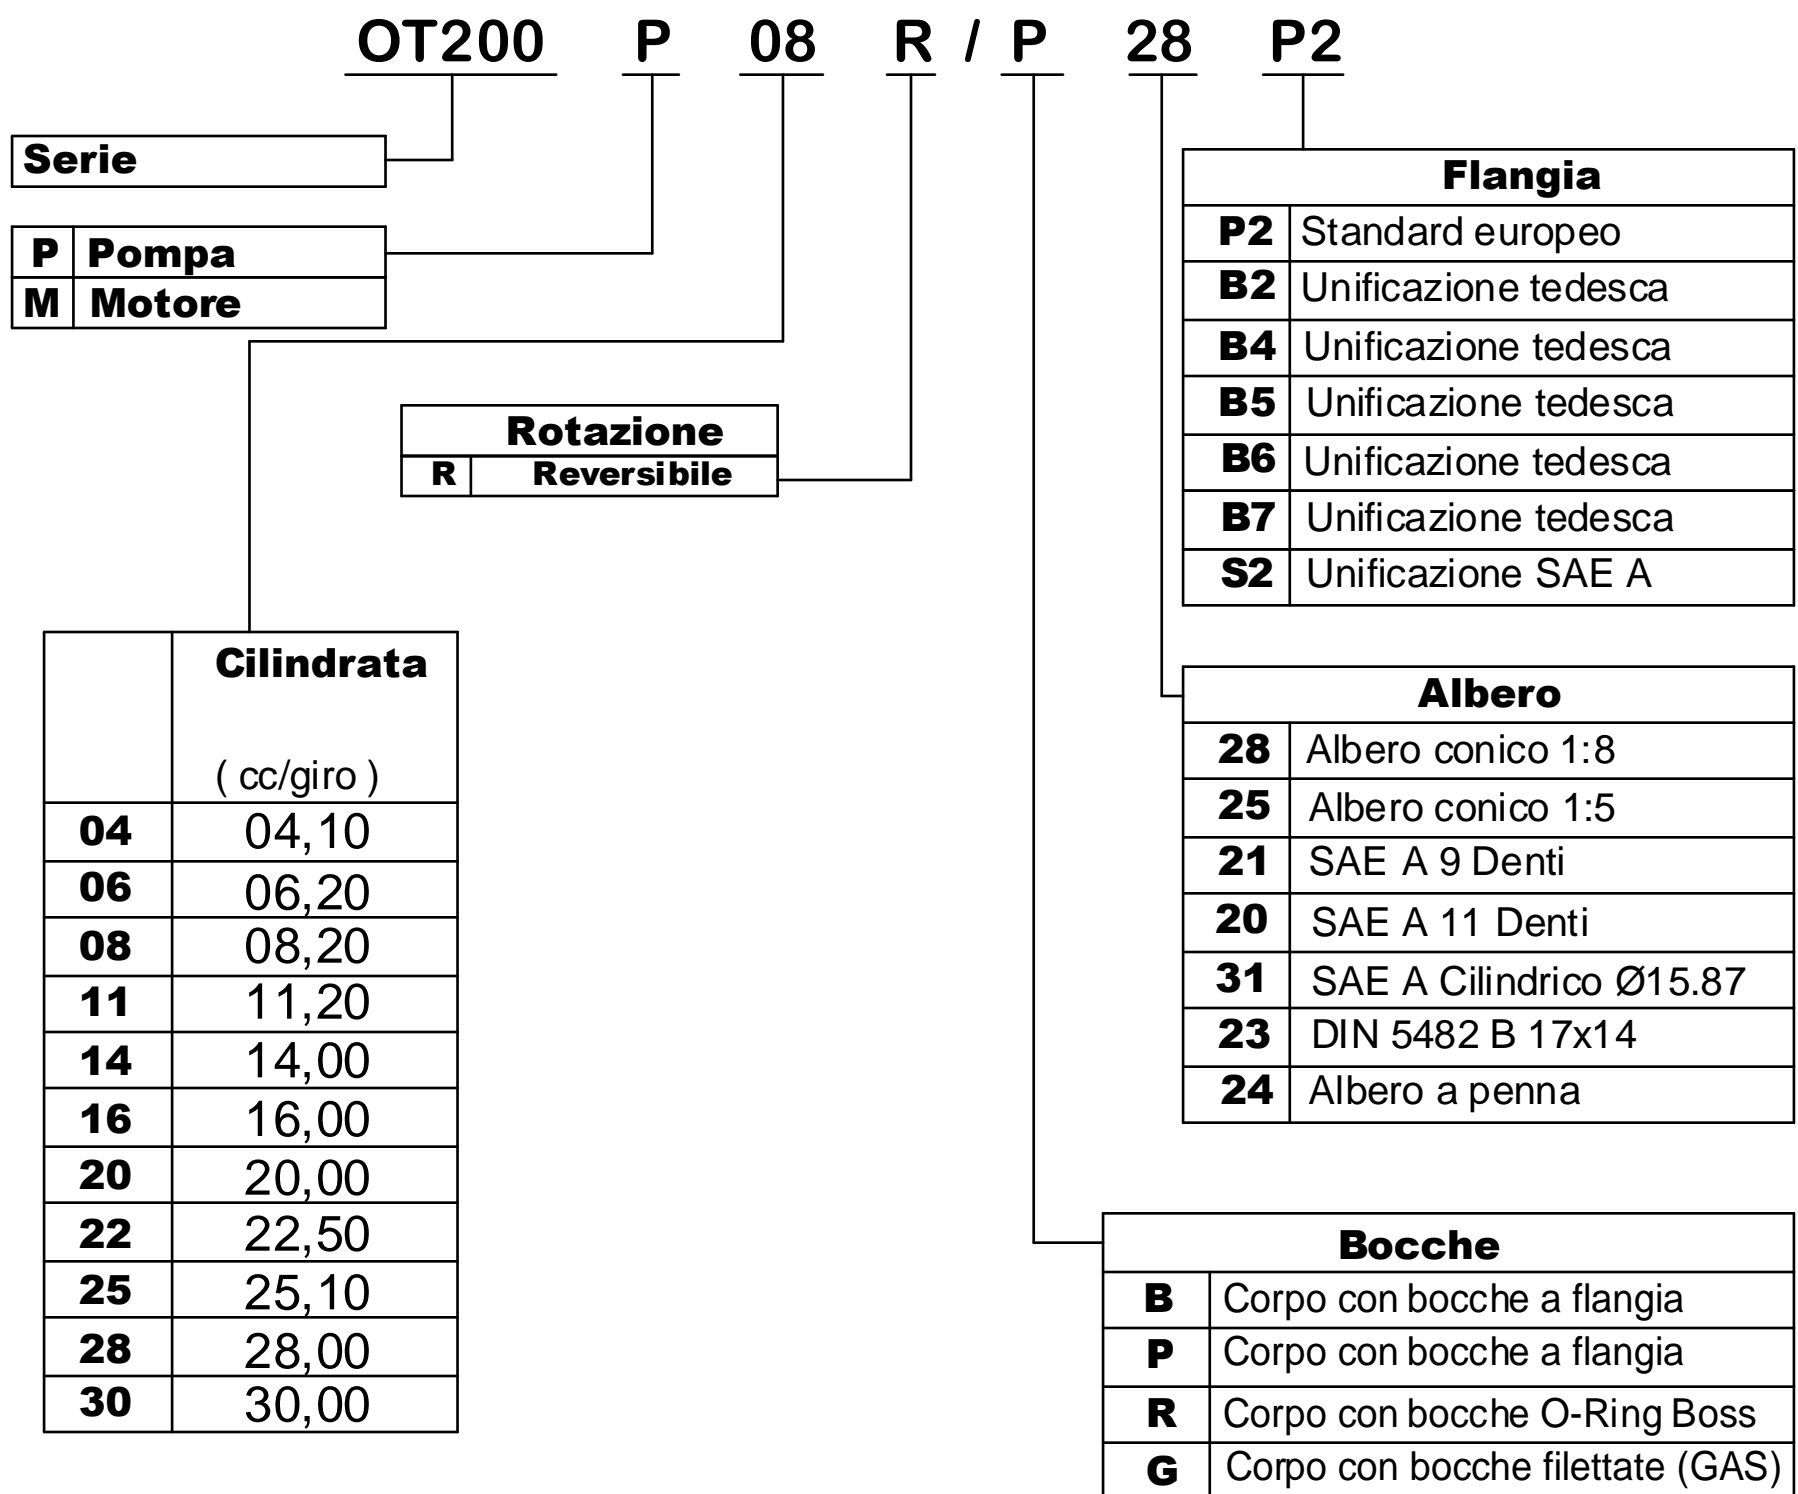 OT200 P 08 R / P 28 P2
Serie
P Pompa
M Motore
Rotazione
R Reversibile
Cilindrata
( cc/giro )
04 04,10
06 06,20
08 08,20
11 11,20
14 14,00
16 16,00
20 20,00
22 22,50
25 25,10
28 28,00
30 30,00
Flangia
P2 Standard europeo
B2 Unificazione tedesca
B4 Unificazione tedesca
B5 Unificazione tedesca
B6 Unificazione tedesca
B7 Unificazione tedesca
S2 Unificazione SAE A
Albero
28 Albero conico 1:8
25 Albero conico 1:5
21 SAE A 9 Denti
20 SAE A 11 Denti
31 SAE A Cilindrico Ø15.87
23 DIN 5482 B 17x14
24 Albero a penna
Bocche
B Corpo con bocche a flangia
P Corpo con bocche a flangia
R Corpo con bocche O-Ring Boss
G Corpo con bocche filettate (GAS)